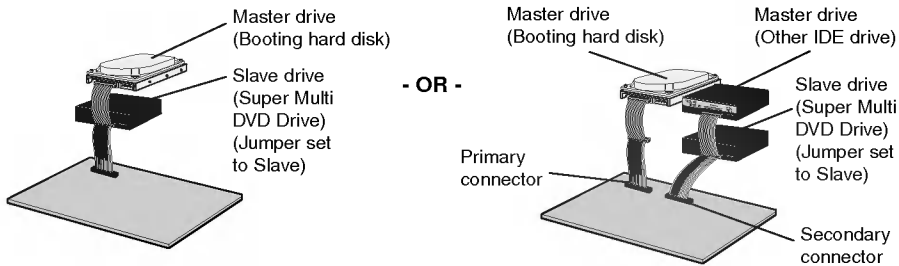 Master drive
(Booting hard disk)
Slave drive
(Super Multi
DVD Drive)
(Jumper set
to Slave)
- OR -
Master drive
(Booting hard disk)
Master drive
(Other IDE drive)
Slave drive
(Super Multi
DVD Drive)
(Jumper set
to Slave)
Primary
connector
Secondary
connector